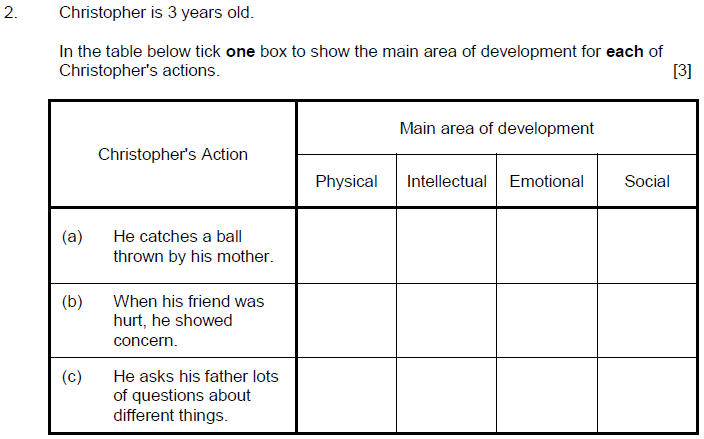 2. Christopher is 3 years old.
In the table below tick one box to show the main area of development for each of
Christopher's actions. [3]
Christopher's Action
Main area of development
Physical Intellectual Emotional Social
(a) He catches a ball
thrown by his mother.
(b) When his friend was
hurt, he showed
concern.
(c) He asks his father lots
of questions about
different things.